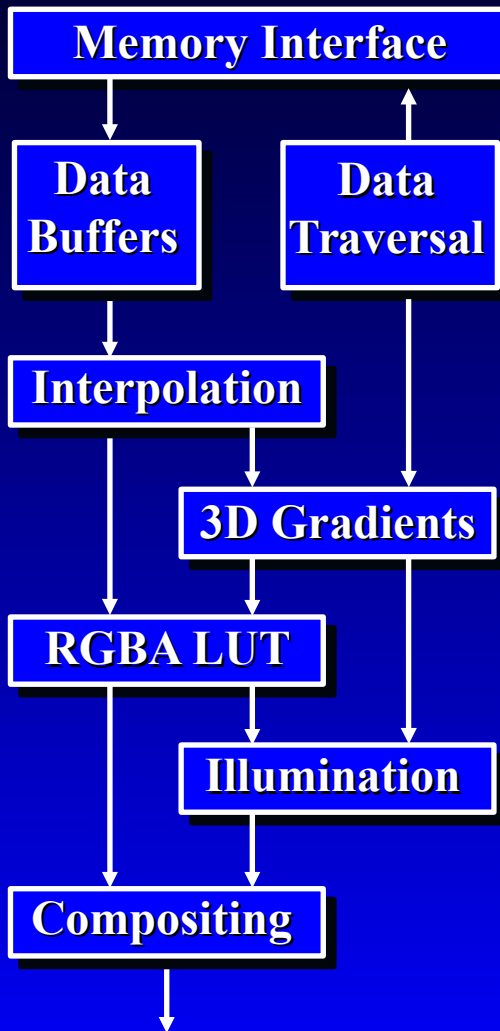 Memory Interface
Data
Buffers
Data
Traversal
Interpolation
3D Gradients
RGBA LUT
Illumination
Compositing